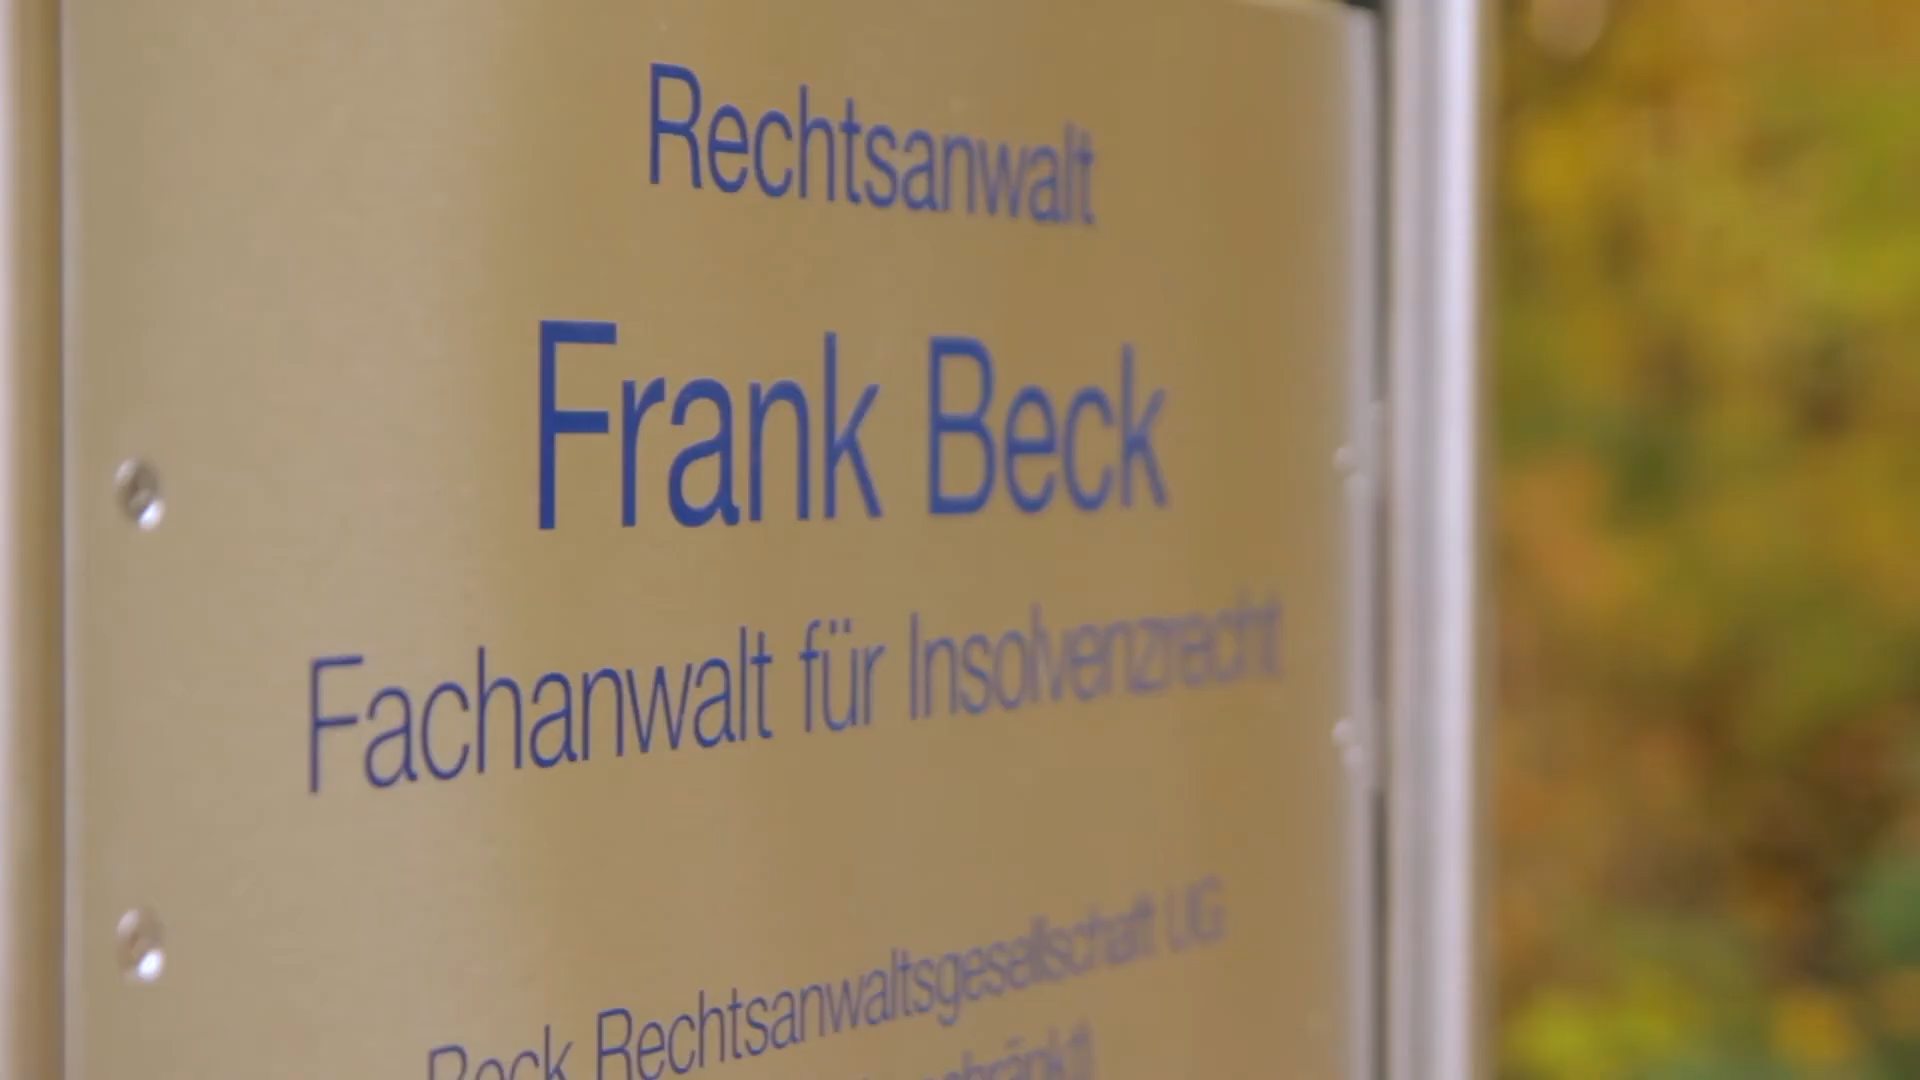 Rechtsanwalt
Frank Beck
Fachanwalt für Insolvenzrecht
Beck Rechtsanwaltsgesellschaft UG